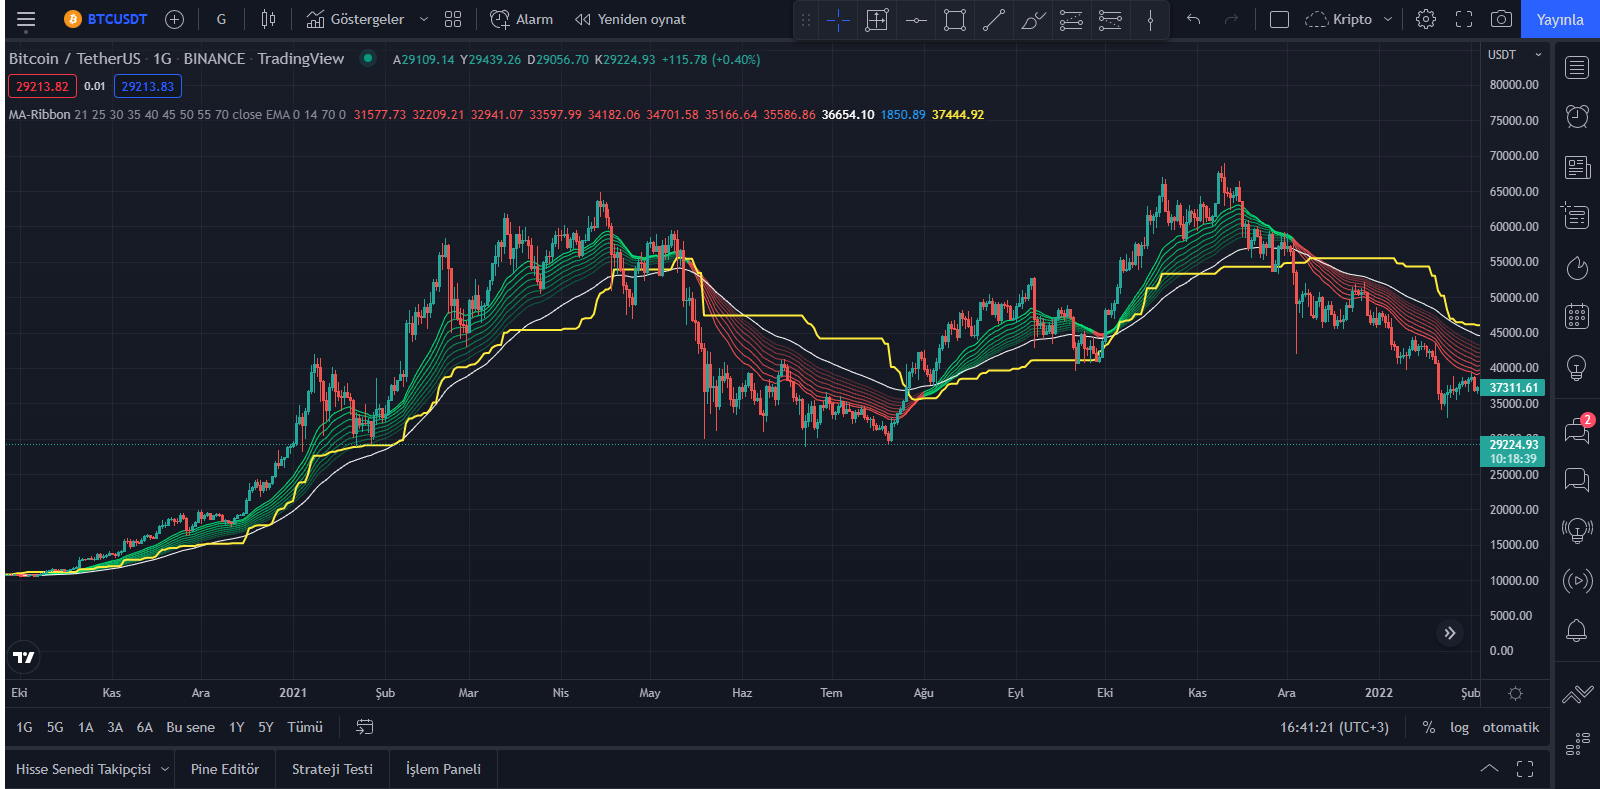 BTCUSDT G Göstergeler Alarm Yeniden oynat Kripto Yayınla
Bitcoin / TetherUS · 1G · BINANCE · TradingView A29109.14 Y29439.26 D29056.70 K29224.93 +115.78 (+0.40%)
29213.82 0.01 29213.83
MA-Ribbon 21 25 30 35 40 45 50 55 70 close EMA 0 14 70 0 31577.73 32209.21 32941.07 33597.99 34182.06 34701.58 35166.64 35586.86 36654.10 1850.89 37444.92
USDT
80000.00
75000.00
70000.00
65000.00
60000.00
55000.00
50000.00
45000.00
40000.00
37311.61
35000.00
29224.93
10:18:39
25000.00
20000.00
15000.00
10000.00
5000.00
0.00
2
Eki Kas Ara 2021 Şub Mar Nis May Haz Tem Ağu Eyl Eki Kas Ara 2022 Şub
1G 5G 1A 3A 6A Bu sene 1Y 5Y Tümü 16:41:21 (UTC+3) % log otomatik
Hisse Senedi Takipçisi Pine Editör Strateji Testi İşlem Paneli